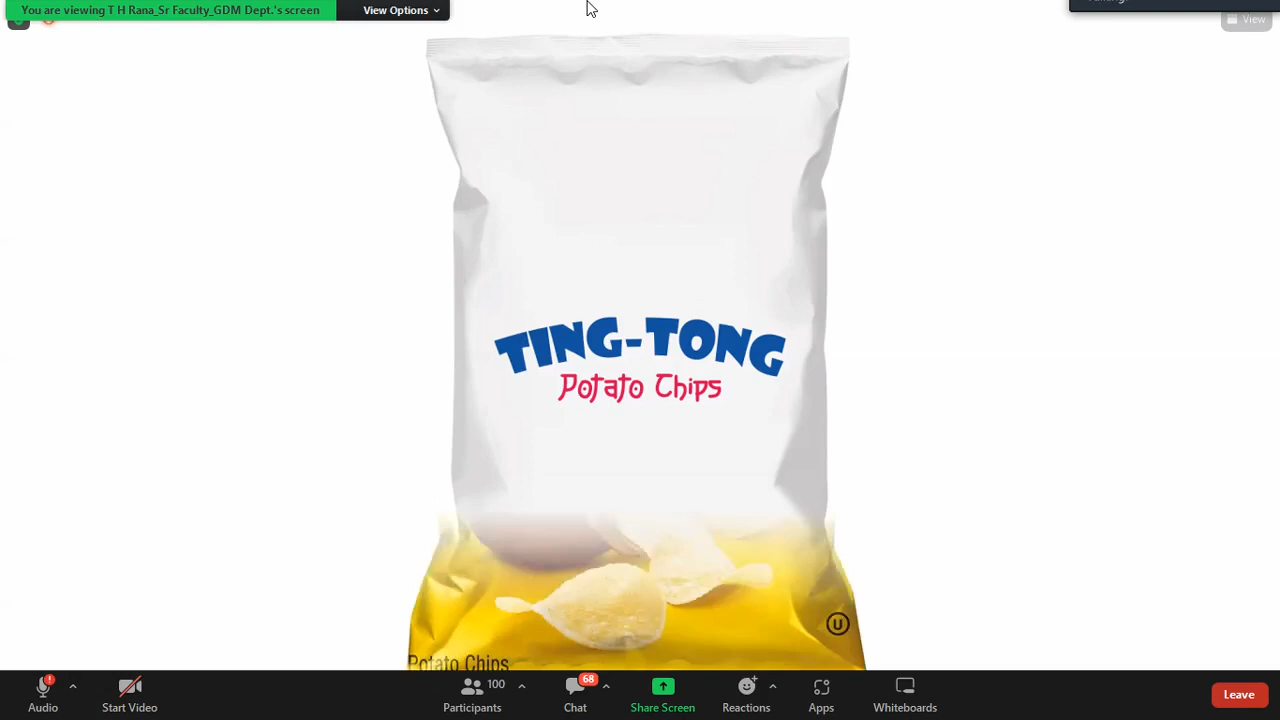 You are viewing T H Rana_Sr Faculty_GDM Dept.'s screen
View Options
View
TING-TONG
Potato Chips
U
Potato Chips
100
68
Audio
Start Video
Participants
Chat
Share Screen
Reactions
Apps
Whiteboards
Leave